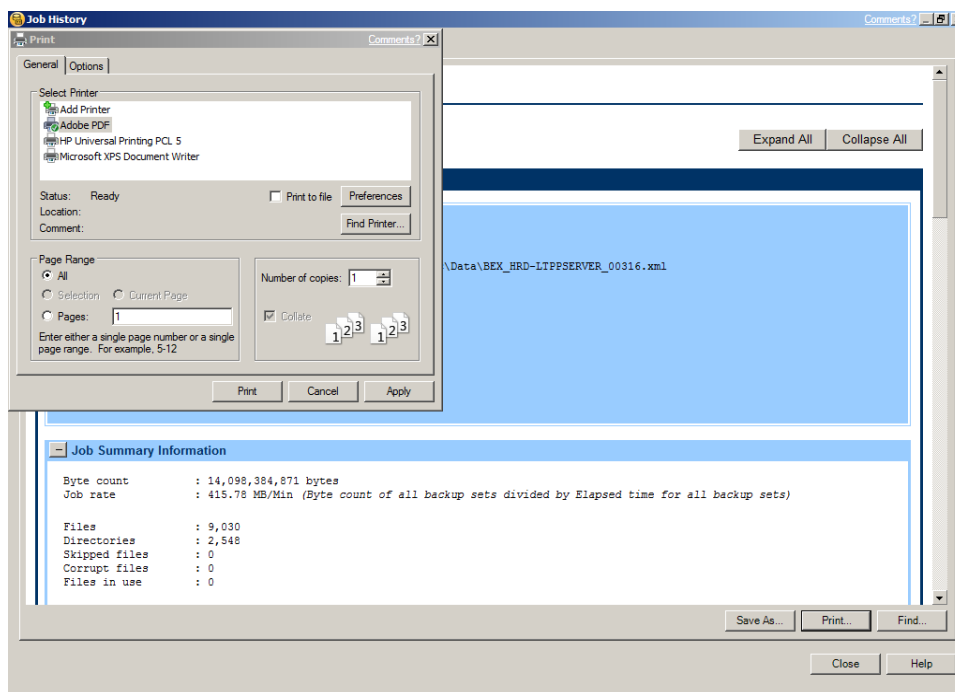 Job History
Comments?
Print
Comments?
General
Options
Select Printer
Add Printer
Adobe PDF
HP Universal Printing PCL 5
Microsoft XPS Document Writer
Status: Ready
Print to file
Preferences
Location:
Comment:
Find Printer...
Page Range
All
Selection
Current Page
Pages: 1
Enter either a single page number or a single
page range. For example, 5-12
Number of copies: 1
Collate
1 2 3 1 2 3
Print
Cancel
Apply
Expand All
Collapse All
\Data\BEX_HRD-LTPPSERVER_00316.xml
Job Summary Information
Byte count : 14,098,384,871 bytes
Job rate : 415.78 MB/Min (Byte count of all backup sets divided by Elapsed time for all backup sets)
Files : 9,030
Directories : 2,548
Skipped files : 0
Corrupt files : 0
Files in use : 0
Save As...
Print...
Find...
Close
Help